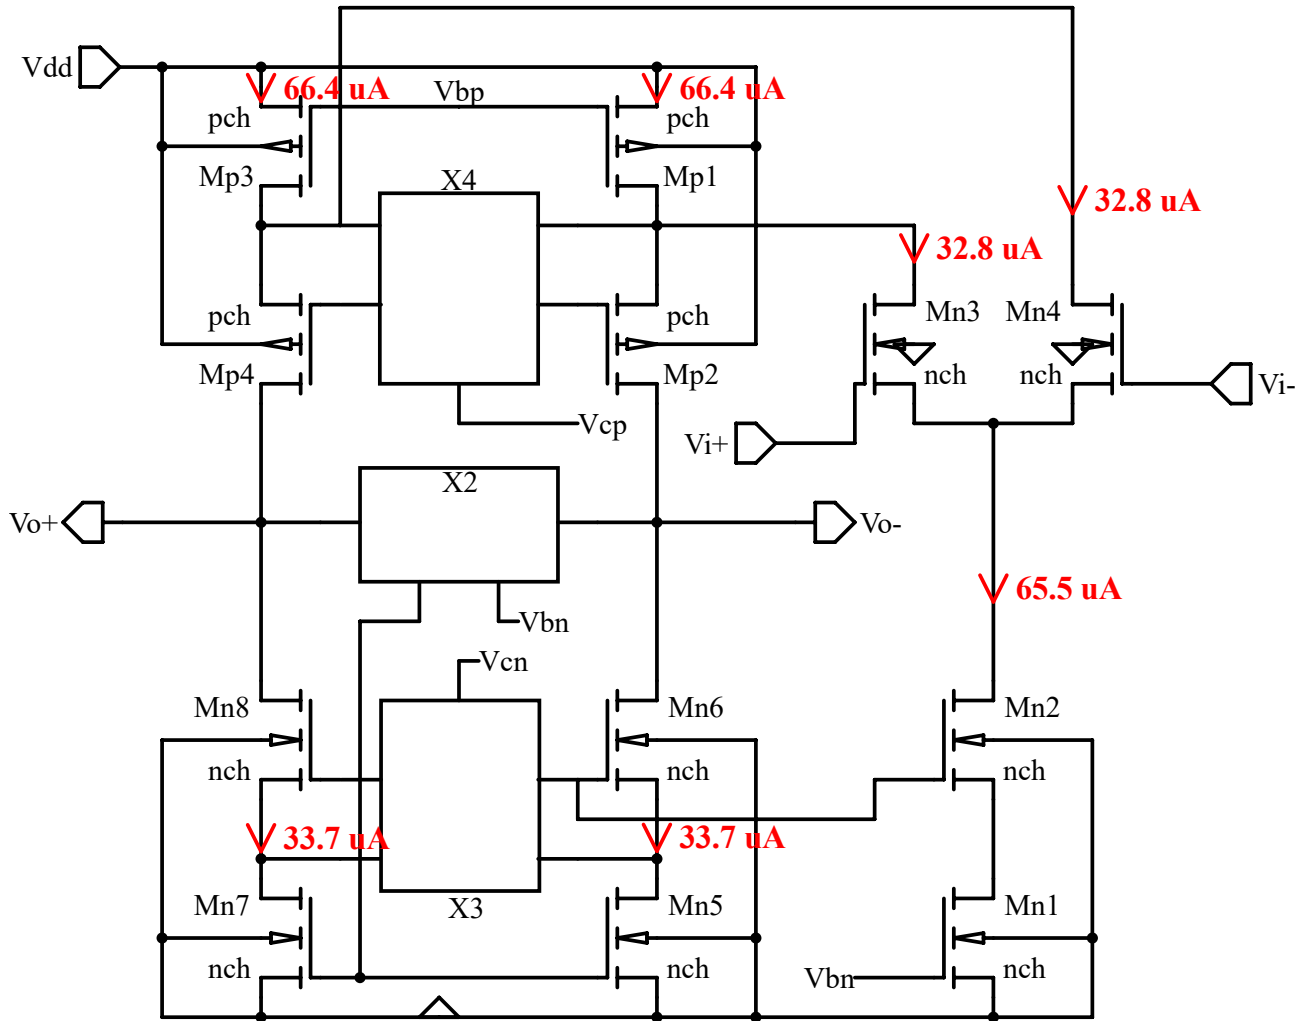 Vdd
66.4 uA
Vbp
66.4 uA
pch
pch
Mp3
X4
Mp1
32.8 uA
32.8 uA
pch
pch
Mn3
Mn4
Mp4
Mp2
nch
nch
Vi-
Vcp
Vi+
X2
Vo+
Vo-
65.5 uA
Vbn
Vcn
Mn8
Mn6
Mn2
nch
nch
nch
33.7 uA
33.7 uA
Mn7
X3
Mn5
Mn1
nch
nch
Vbn
nch